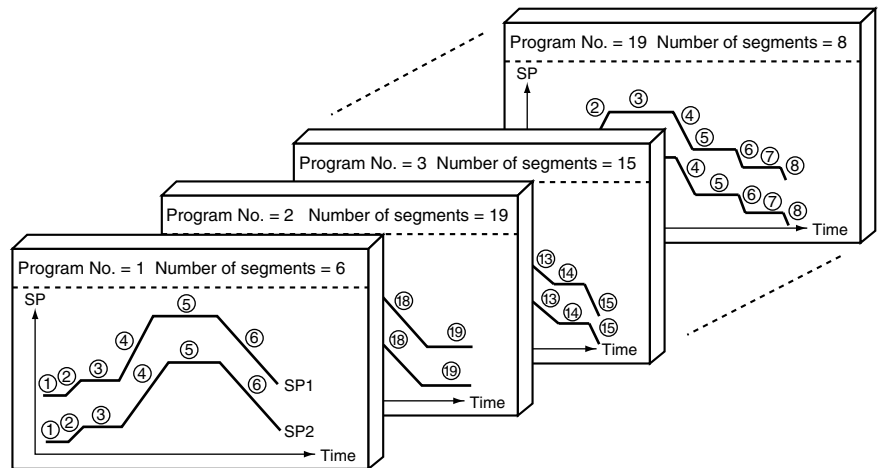 Program No. = 19 Number of segments = 8
SP
② ③ ④ ⑤ ⑥ ⑦ ⑧
④ ⑤ ⑥ ⑦ ⑧
Time
Program No. = 3 Number of segments = 15
⑬ ⑭ ⑮
⑬ ⑭ ⑮
Time
Program No. = 2 Number of segments = 19
⑱ ⑲
⑱ ⑲
Time
Program No. = 1 Number of segments = 6
SP
① ② ③ ④ ⑤ ⑥
SP1
① ② ③ ④ ⑤ ⑥
SP2
Time